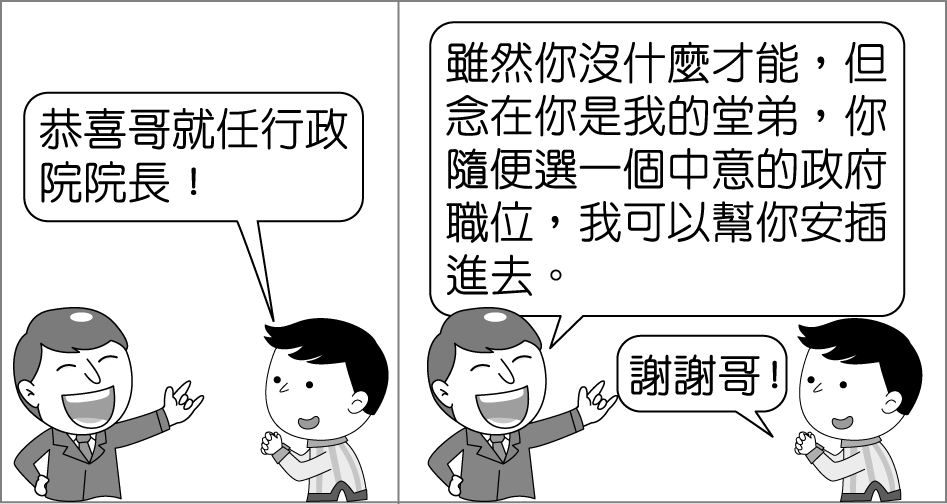 恭喜哥就任行政
院院長！
雖然你沒什麼才能，但
念在你是我的堂弟，你
隨便選一個中意的政府
職位，我可以幫你安插
進去。
謝謝哥！